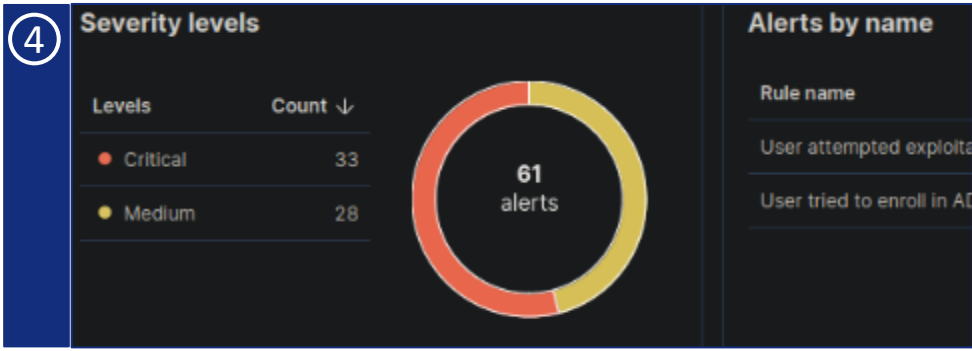 4
Severity levels
Levels Count ↓
Critical 33
Medium 28
61
alerts
Alerts by name
Rule name
User attempted exploita
User tried to enroll in AD